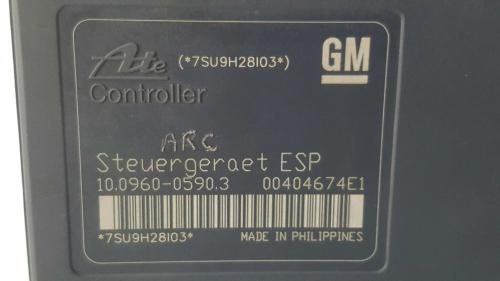 Ate (*7SU9H28I03*) GM
Controller
ARC
Steuergeraet ESP
10.0960-0590.3 00404674E1
*7SU9H28I03* MADE IN PHILIPPINES